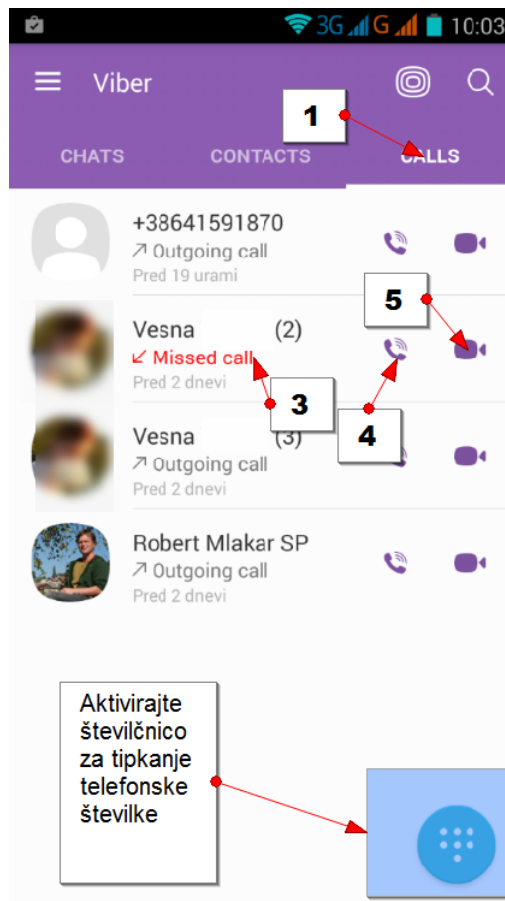 3G G 10:03
Viber
1
CHATS CONTACTS CALLS
+38641591870
Outgoing call
Pred 19 urami
5
Vesna (2)
Missed call
Pred 2 dnevi
3
4
Vesna (3)
Outgoing call
Pred 2 dnevi
Robert Mlakar SP
Outgoing call
Pred 2 dnevi
Aktivirajte
številčnico
za tipkanje
telefonske
številke